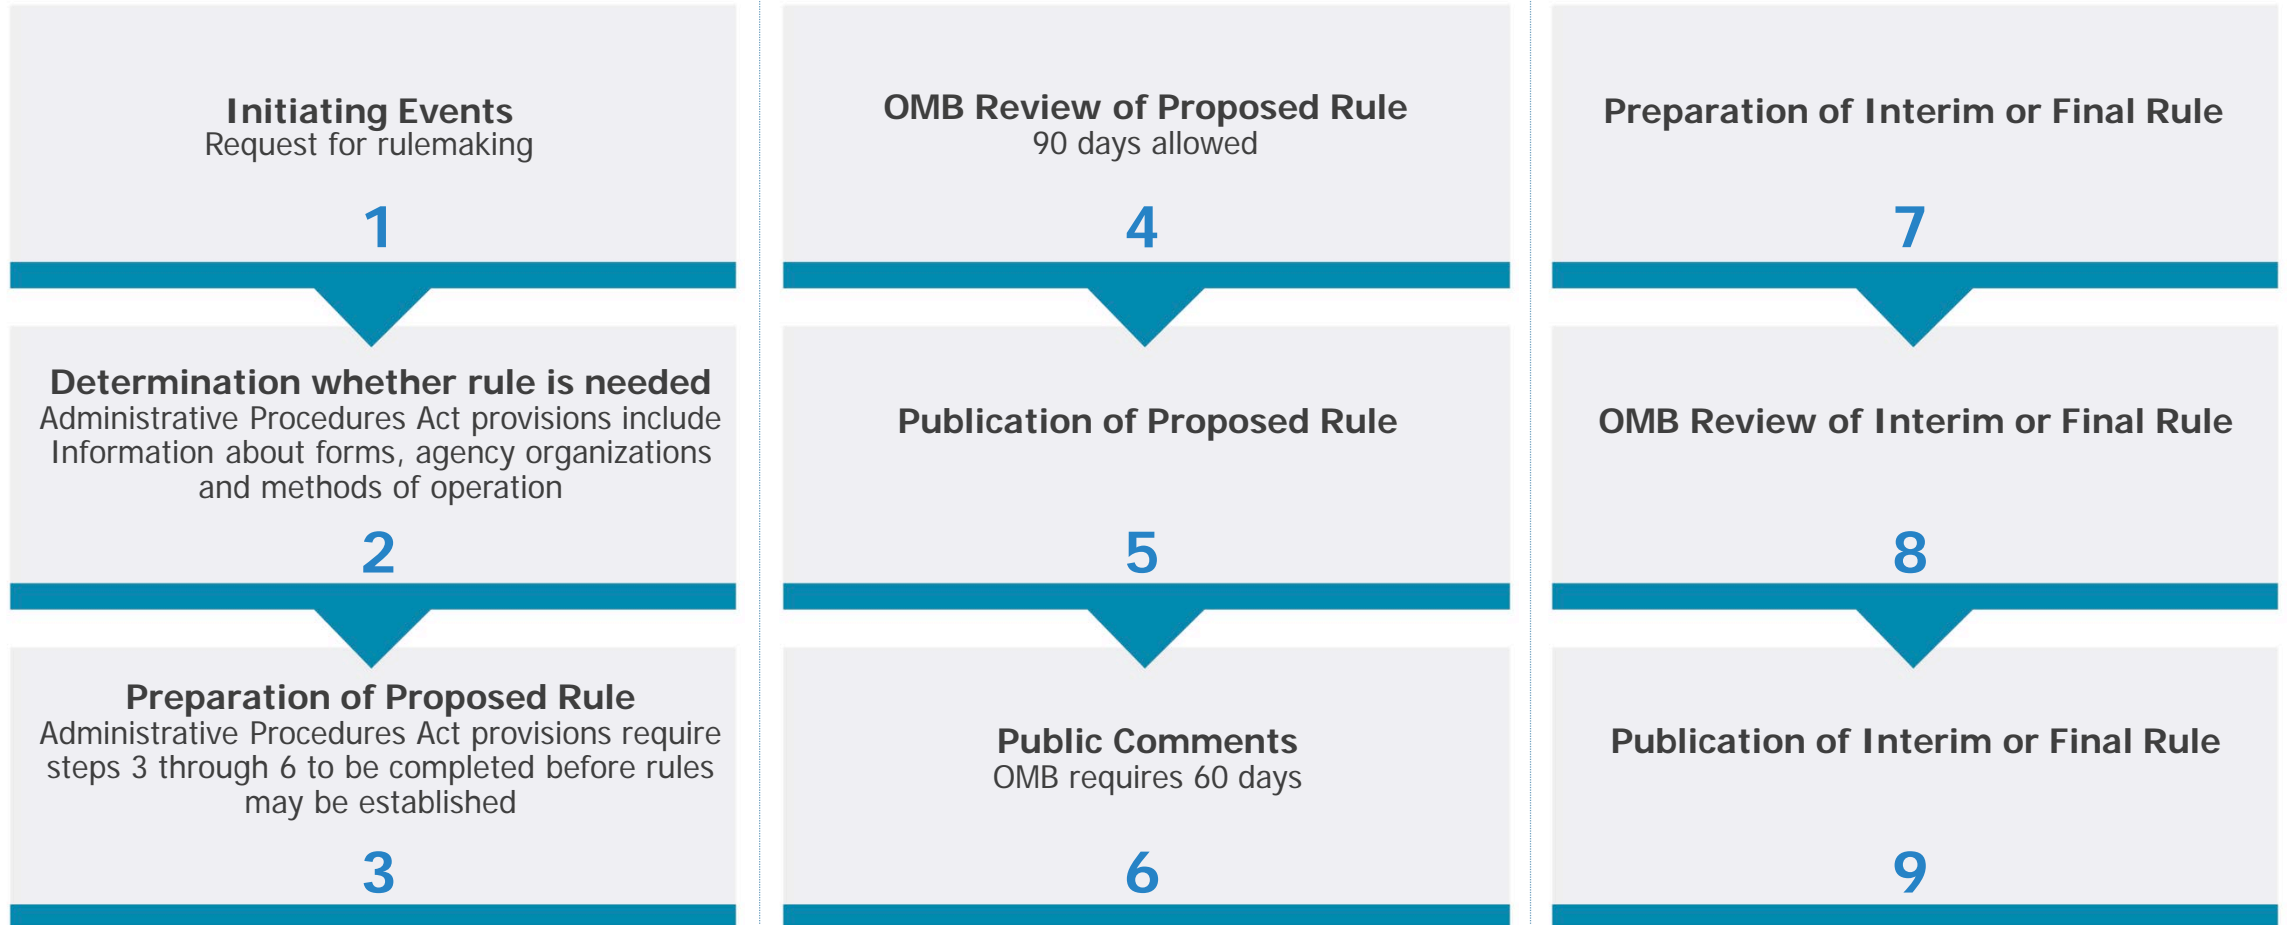 Initiating Events
Request for rulemaking
1
Determination whether rule is needed
Administrative Procedures Act provisions include
Information about forms, agency organizations
and methods of operation
2
Preparation of Proposed Rule
Administrative Procedures Act provisions require
steps 3 through 6 to be completed before rules
may be established
3
OMB Review of Proposed Rule
90 days allowed
4
Publication of Proposed Rule
5
Public Comments
OMB requires 60 days
6
Preparation of Interim or Final Rule
7
OMB Review of Interim or Final Rule
8
Publication of Interim or Final Rule
9